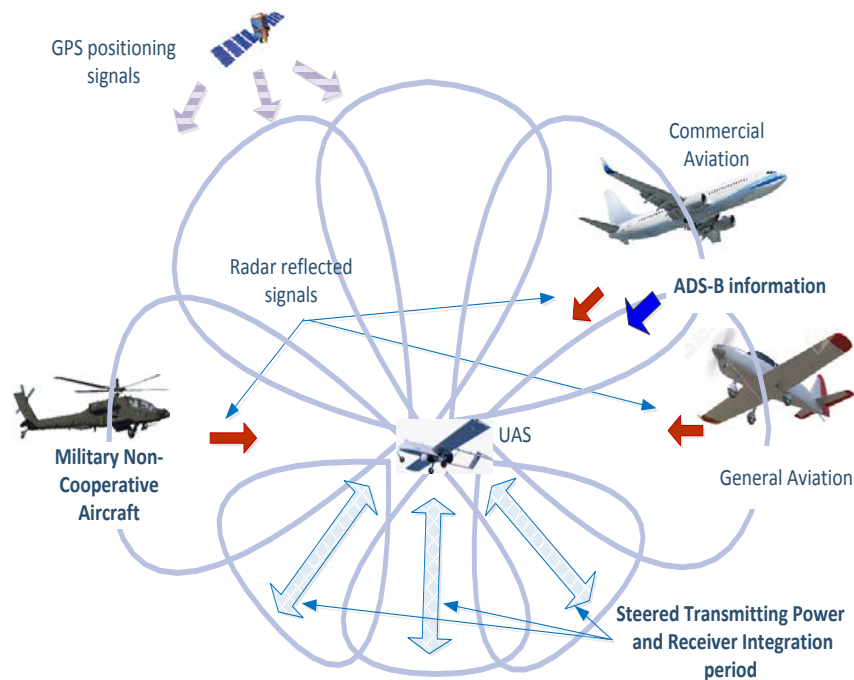 GPS positioning
signals
Commercial
Aviation
Radar reflected
signals
ADS-B information
UAS
Military Non-
Cooperative
Aircraft
General Aviation
Steered Transmitting Power
and Receiver Integration
period